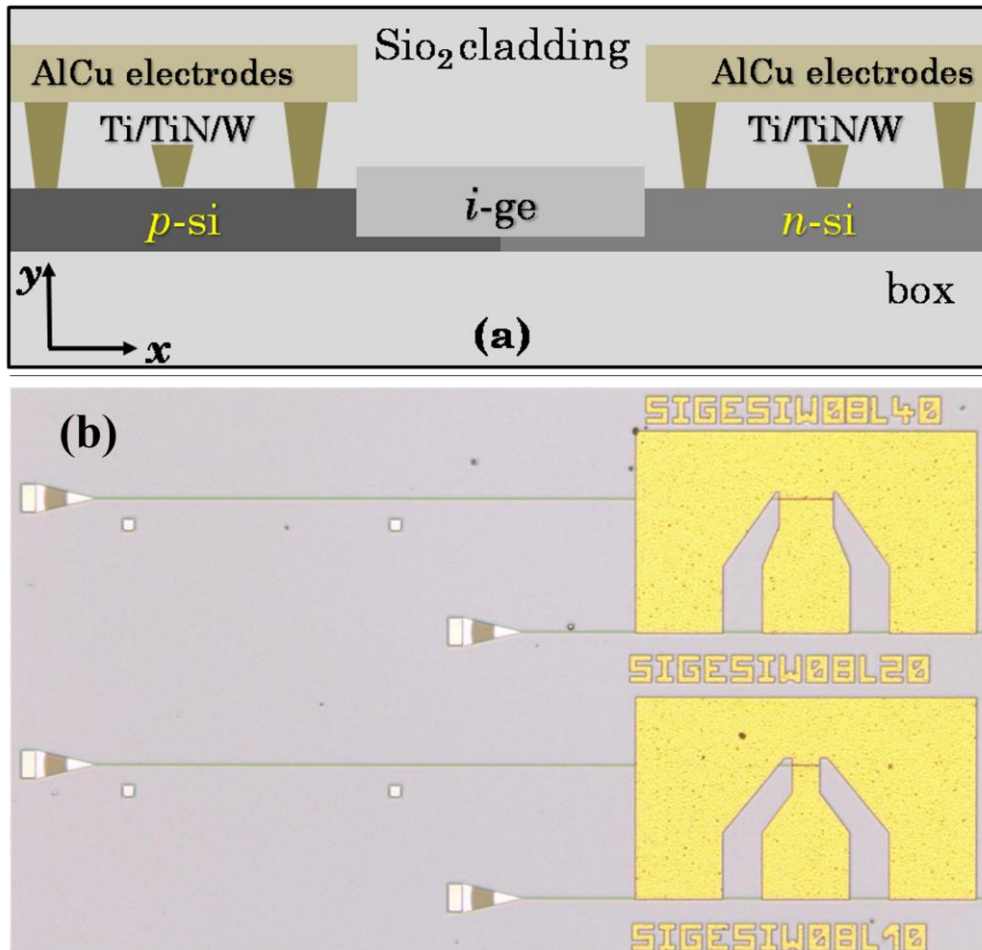 Sio₂ cladding
AlCu electrodes AlCu electrodes
Ti/TiN/W Ti/TiN/W
p-si i-ge n-si
y
x
box
(a)
(b)
SIGESIW08L40
SIGESIW08L20
SIGESIW08L10